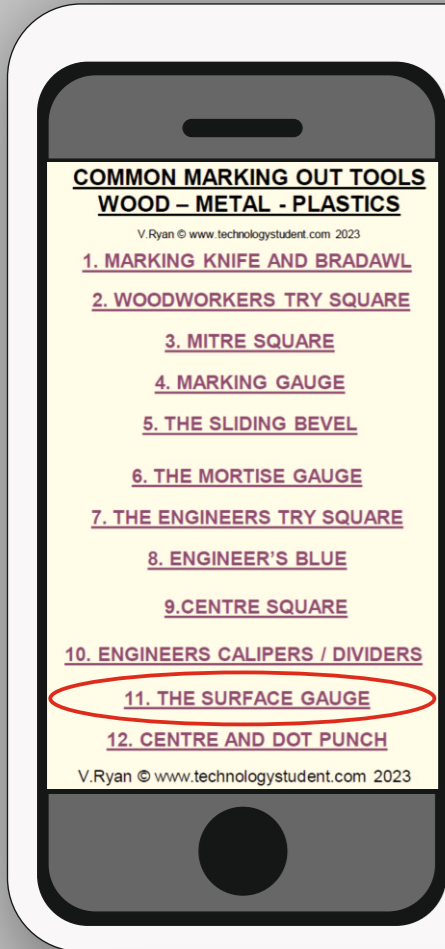 COMMON MARKING OUT TOOLS
WOOD – METAL - PLASTICS
V.Ryan © www.technologystudent.com 2023
1. MARKING KNIFE AND BRADAWL
2. WOODWORKERS TRY SQUARE
3. MITRE SQUARE
4. MARKING GAUGE
5. THE SLIDING BEVEL
6. THE MORTISE GAUGE
7. THE ENGINEERS TRY SQUARE
8. ENGINEER'S BLUE
9.CENTRE SQUARE
10. ENGINEERS CALIPERS / DIVIDERS
11. THE SURFACE GAUGE
12. CENTRE AND DOT PUNCH
V.Ryan © www.technologystudent.com 2023